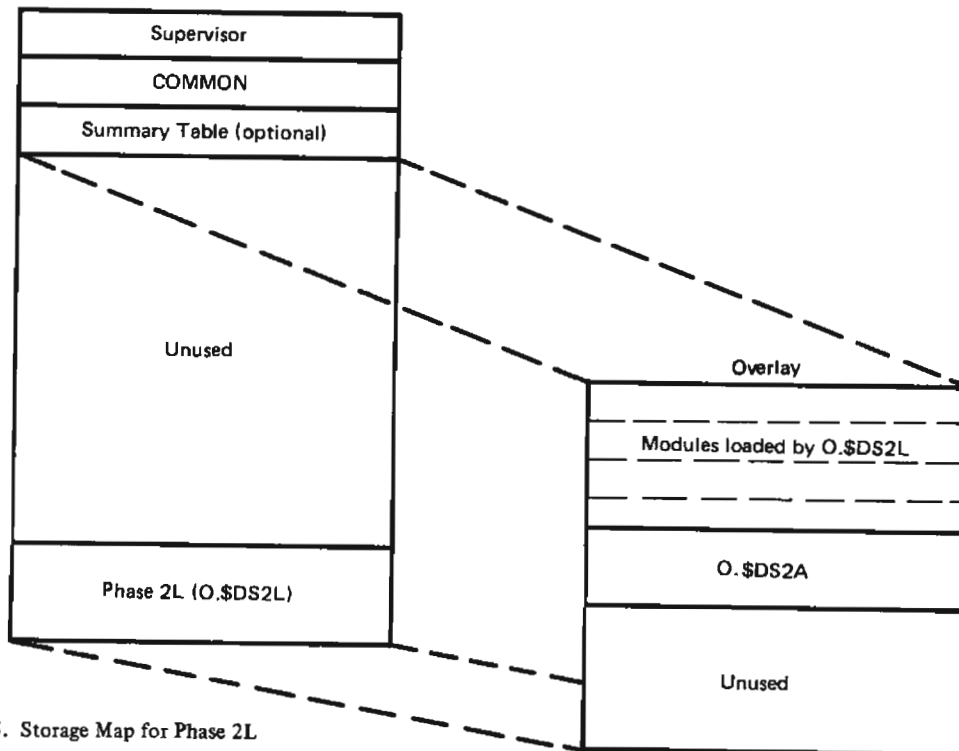 Supervisor
COMMON
Summary Table (optional)
Unused
Phase 2L (O.$DS2L)
Overlay
Modules loaded by O.$DS2L
O.$DS2A
Unused
. Storage Map for Phase 2L